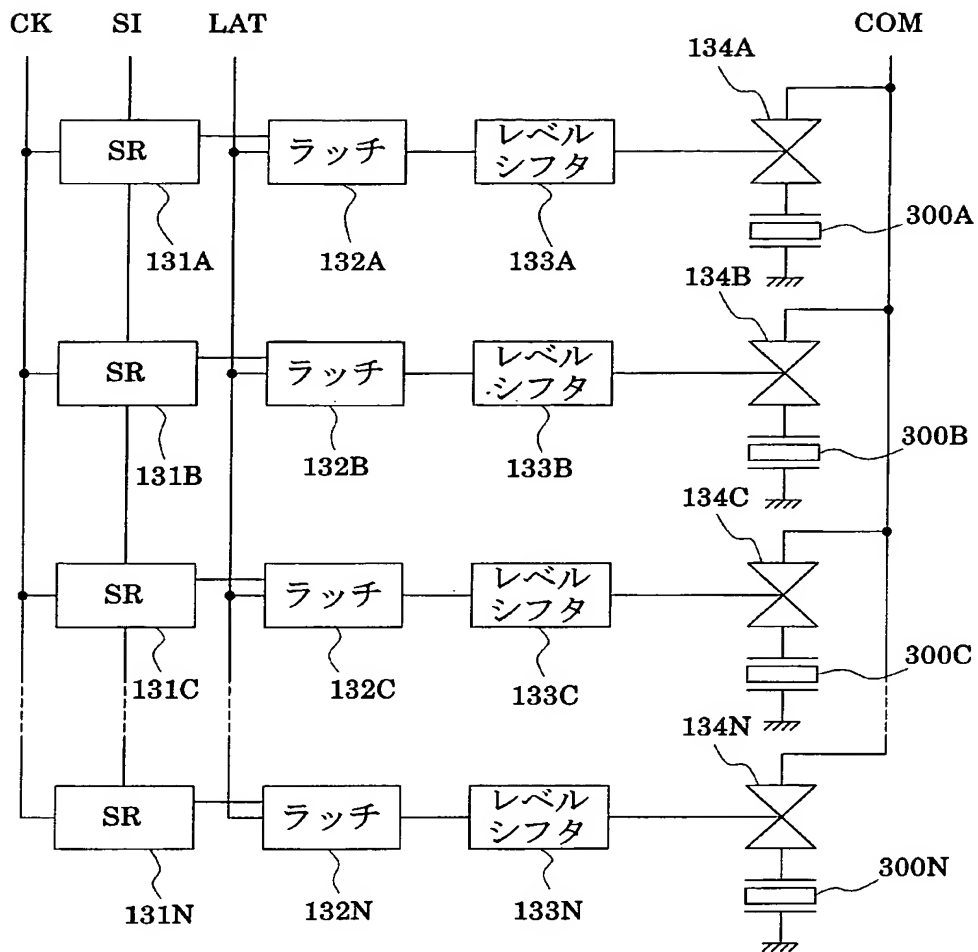 CK SI LAT COM
134A
SR ラッチ レベル
シフタ
300A
131A 132A 133A
134B
SR ラッチ レベル
シフタ
300B
131B 132B 133B
134C
SR ラッチ レベル
シフタ
300C
131C 132C 133C
134N
SR ラッチ レベル
シフタ
300N
131N 132N 133N